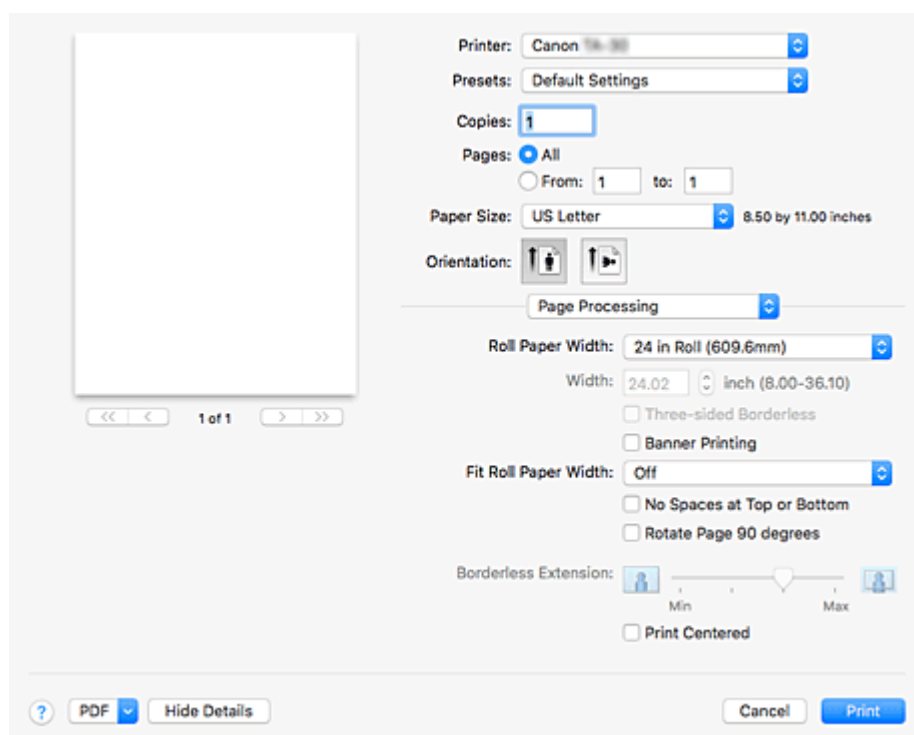 Printer: Canon
Presets: Default Settings
Copies: 1
Pages: All
From: 1 to: 1
Paper Size: US Letter 8.50 by 11.00 inches
Orientation:
Page Processing
Roll Paper Width: 24 in Roll (609.6mm)
Width: 24.02 inch (8.00-36.10)
Three-sided Borderless
<< < 1 of 1 > >>
Banner Printing
Fit Roll Paper Width: Off
No Spaces at Top or Bottom
Rotate Page 90 degrees
Borderless Extension:
Min Max
Print Centered
? PDF Hide Details Cancel Print